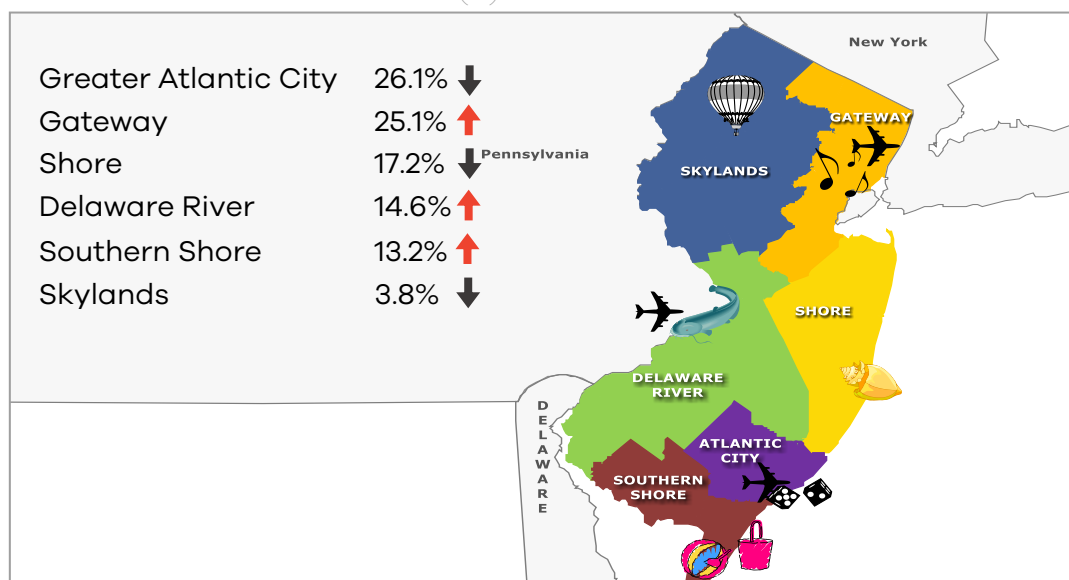 Greater Atlantic City 26.1%
Gateway 25.1%
Shore 17.2%
Delaware River 14.6%
Southern Shore 13.2%
Skylands 3.8%
New York
GATEWAY
Pennsylvania
SKYLANDS
SHORE
DELAWARE
RIVER
DELAWARE
ATLANTIC
CITY
SOUTHERN
SHORE